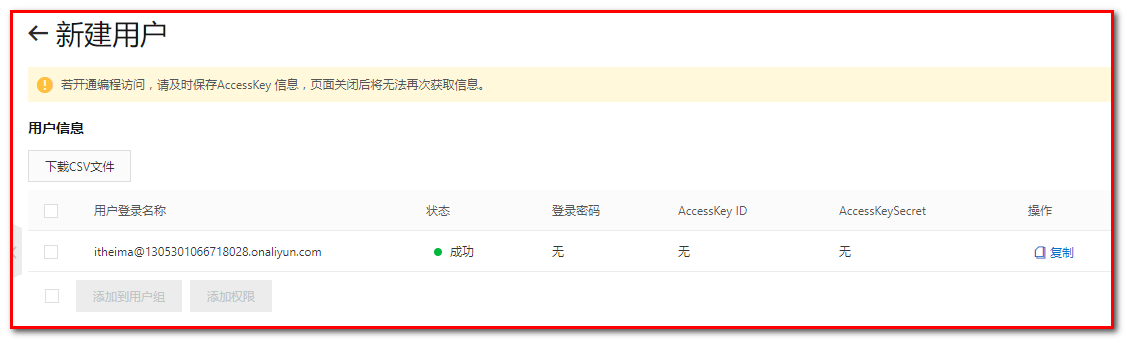 新建用户
若开通编程访问，请及时保存AccessKey 信息，页面关闭后将无法再次获取信息。
用户信息
下载CSV文件
用户登录名称 状态 登录密码 AccessKey ID AccessKeySecret 操作
itheima@1305301066718028.onaliyun.com 成功 无 无 无 复制
添加到用户组 添加权限